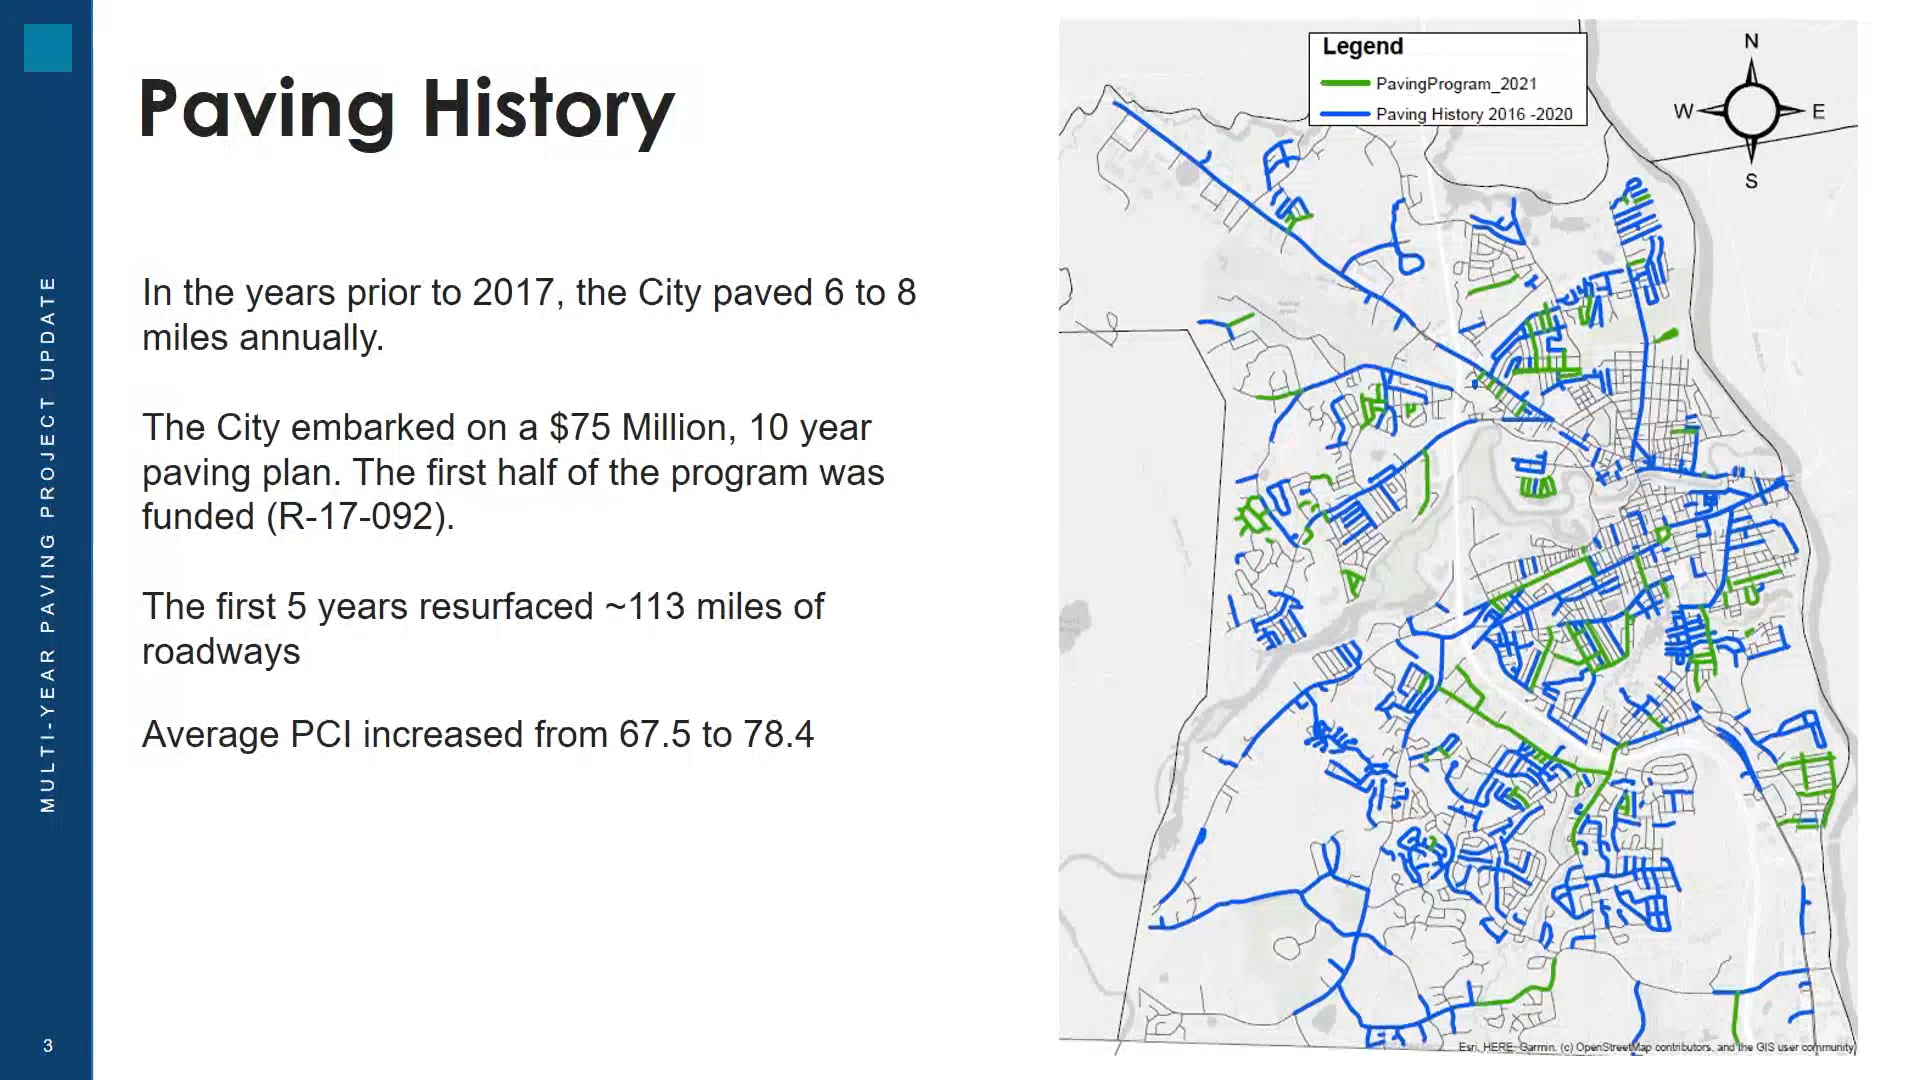 MULTI-YEAR PAVING PROJECT UPDATE
3
Paving History
In the years prior to 2017, the City paved 6 to 8
miles annually.
The City embarked on a $75 Million, 10 year
paving plan. The first half of the program was
funded (R-17-092).
The first 5 years resurfaced ~113 miles of
roadways
Average PCI increased from 67.5 to 78.4
Legend
PavingProgram_2021
Paving History 2016 -2020
N
W
E
S
Esri, HERE, Garmin, (c) OpenStreetMap contributors, and the GIS user community